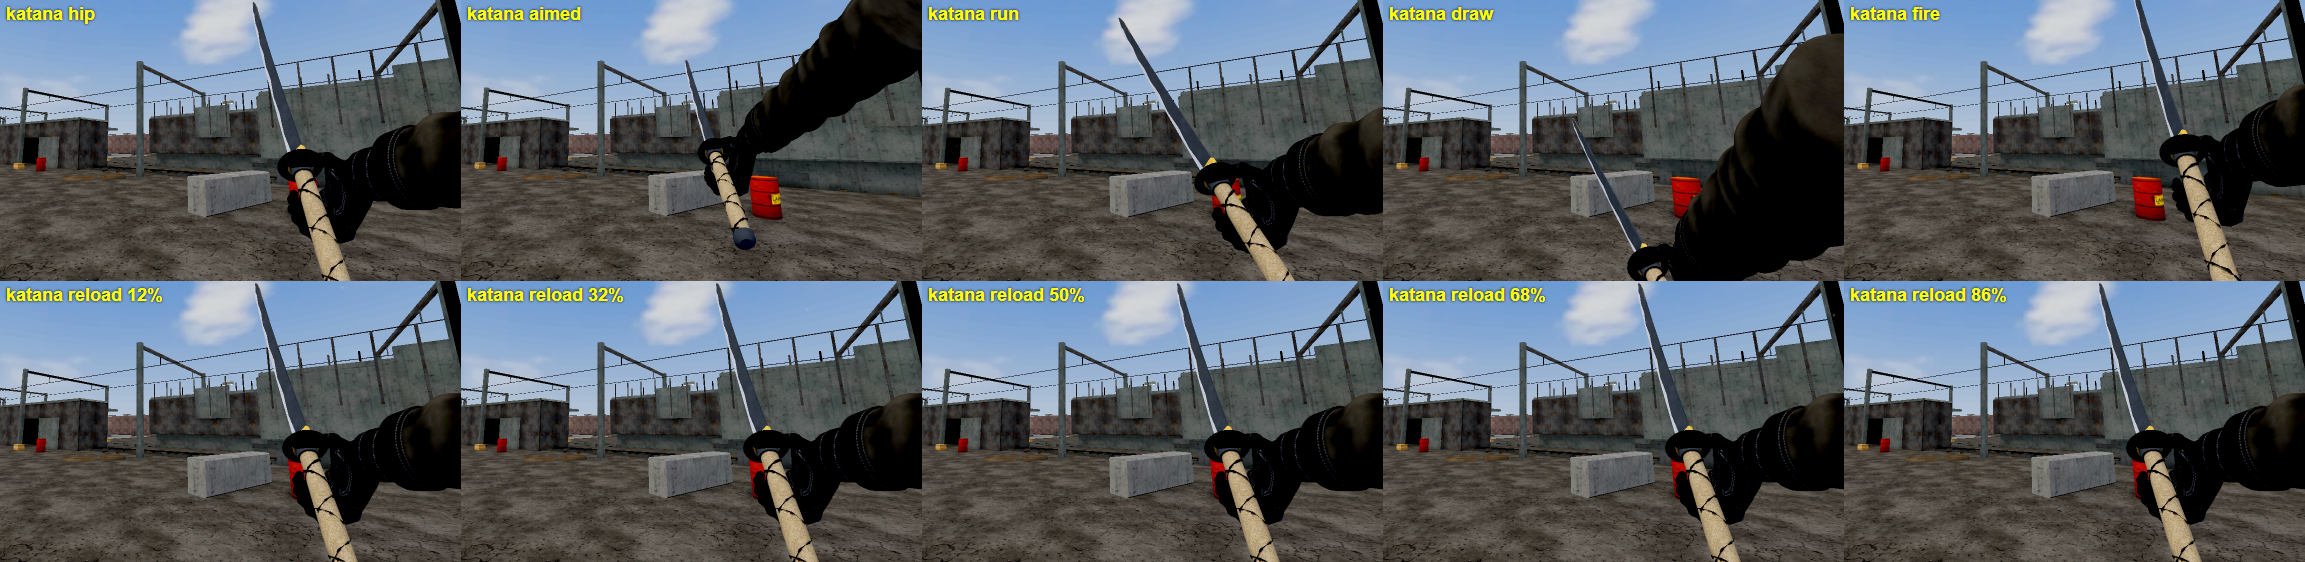 katana hip
katana aimed
katana run
katana draw
katana fire
katana reload 12%
katana reload 32%
katana reload 50%
katana reload 68%
katana reload 86%